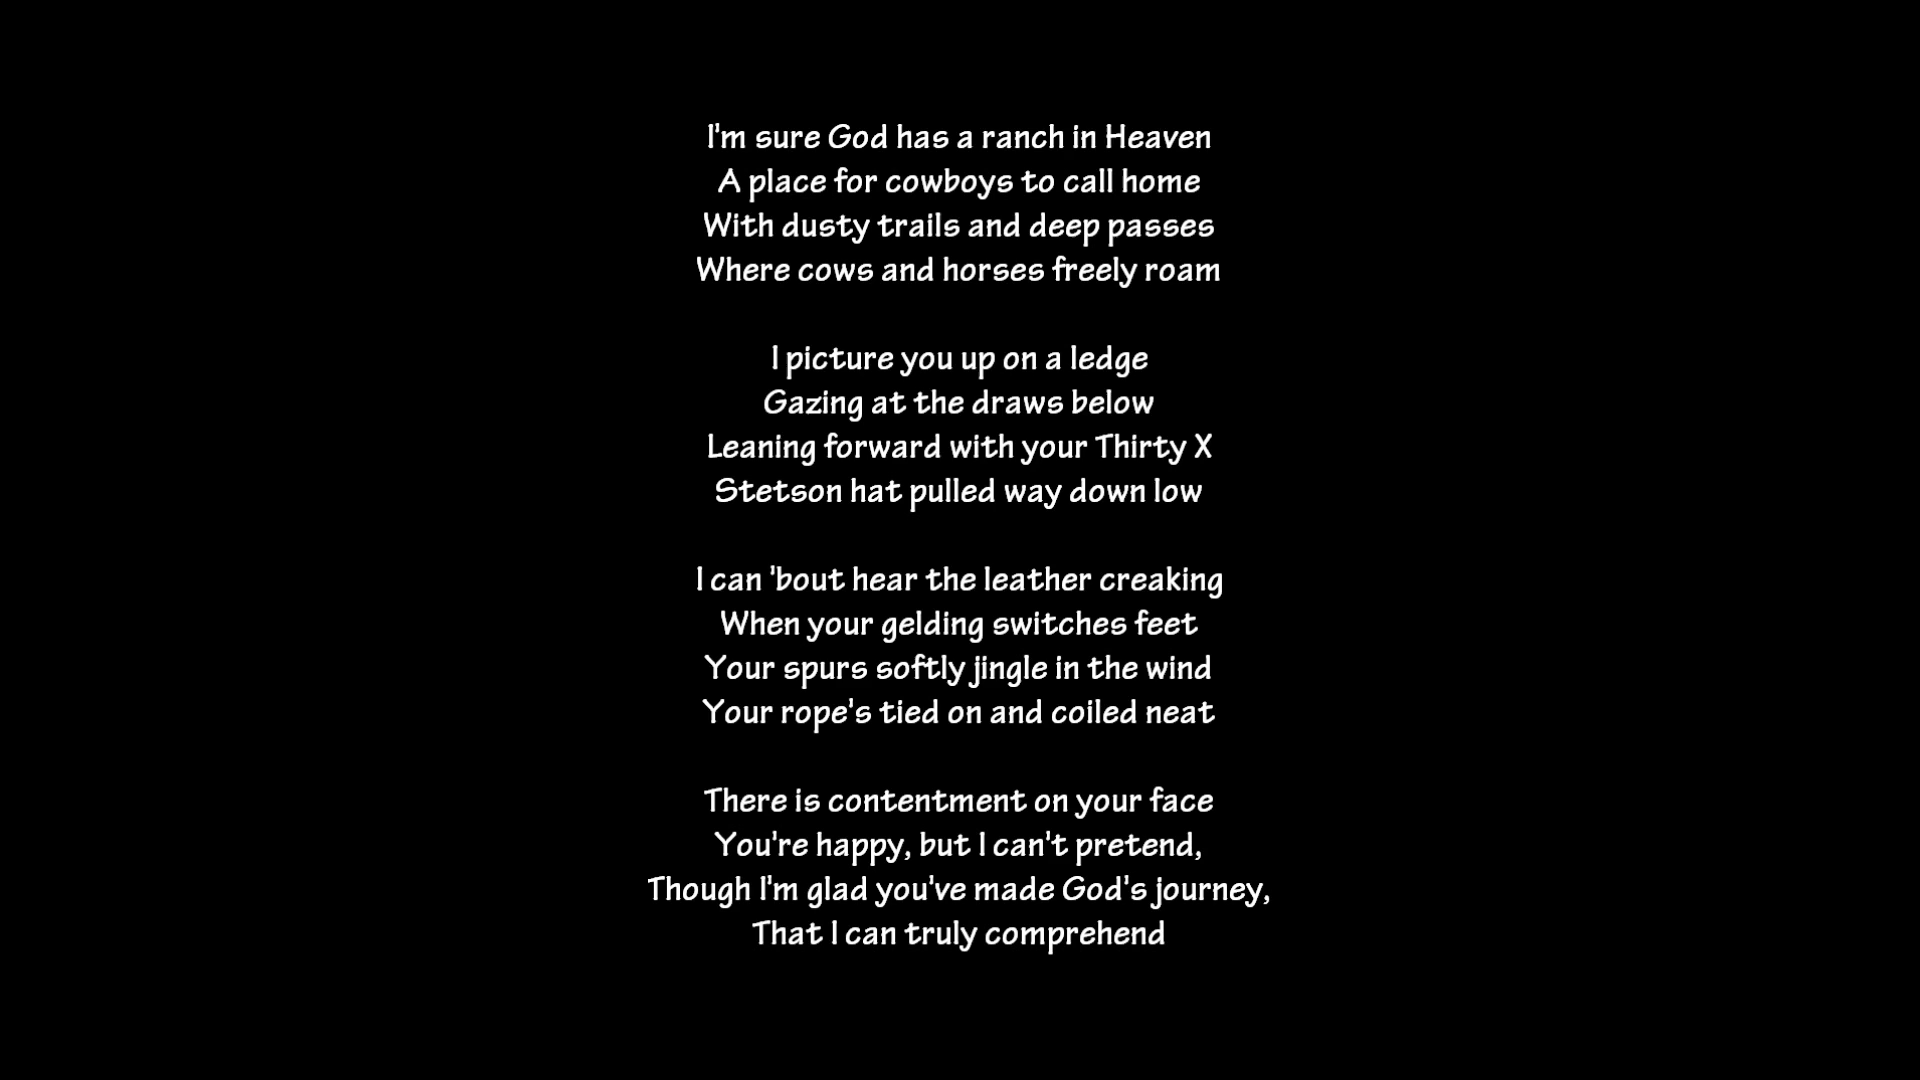 I'm sure God has a ranch in Heaven
A place for cowboys to call home
With dusty trails and deep passes
Where cows and horses freely roam

I picture you up on a ledge
Gazing at the draws below
Leaning forward with your Thirty X
Stetson hat pulled way down low

I can 'bout hear the leather creaking
When your gelding switches feet
Your spurs softly jingle in the wind
Your rope's tied on and coiled neat

There is contentment on your face
You're happy, but I can't pretend,
Though I'm glad you've made God's journey,
That I can truly comprehend